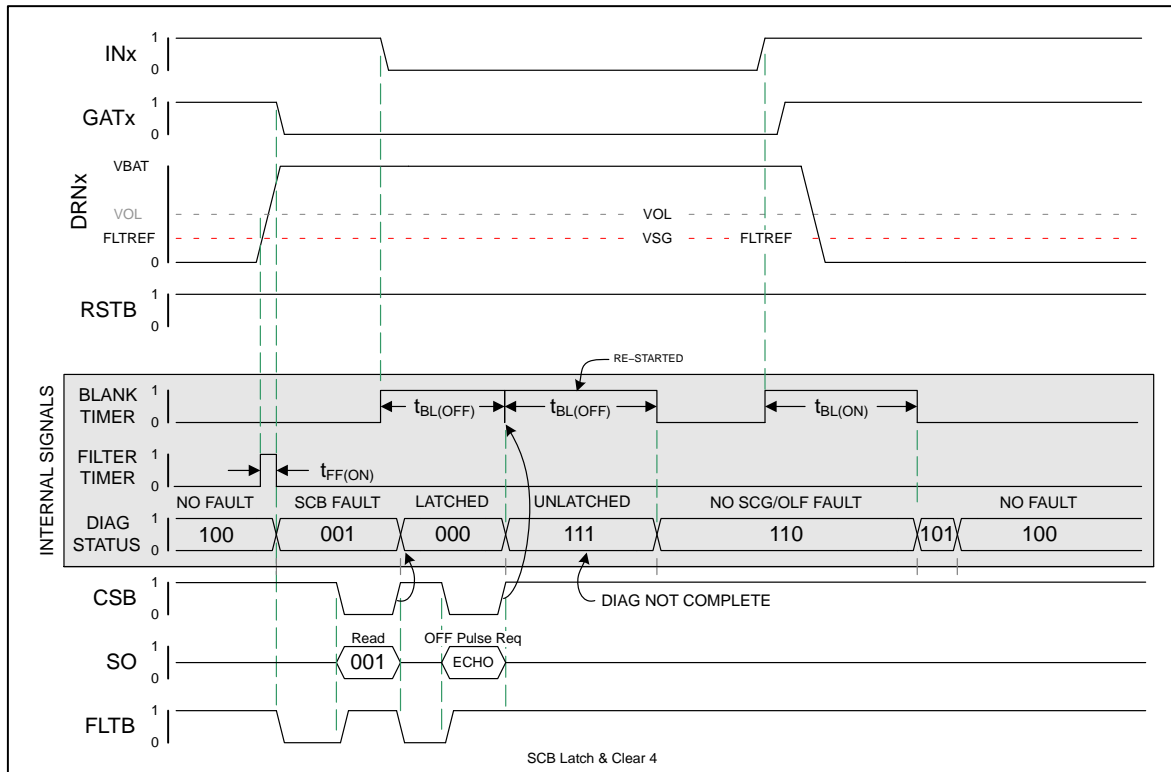 INx
1
0
GATx
1
0
DRNx
VBAT
VOL
VOL
FLTREF
VSG
FLTREF
0
RSTB
1
0
INTERNAL SIGNALS
RE–STARTED
BLANK
TIMER
1
0
tBL(OFF)
tBL(OFF)
tBL(ON)
FILTER
TIMER
1
0
tFF(ON)
NO FAULT
SCB FAULT
LATCHED
UNLATCHED
NO SCG/OLF FAULT
NO FAULT
DIAG
STATUS
1
0
100
001
000
111
110
101
100
CSB
1
0
DIAG NOT COMPLETE
Read
OFF Pulse Req
SO
1
0
001
ECHO
FLTB
1
0
SCB Latch & Clear 4